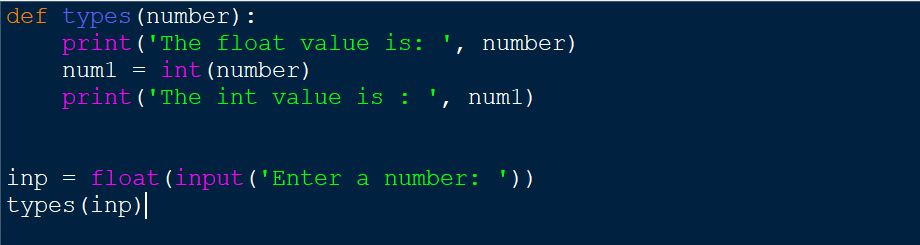 def types(number):
    print('The float value is: ', number)
    num1 = int(number)
    print('The int value is : ', num1)
inp = float(input('Enter a number: '))
types(inp)